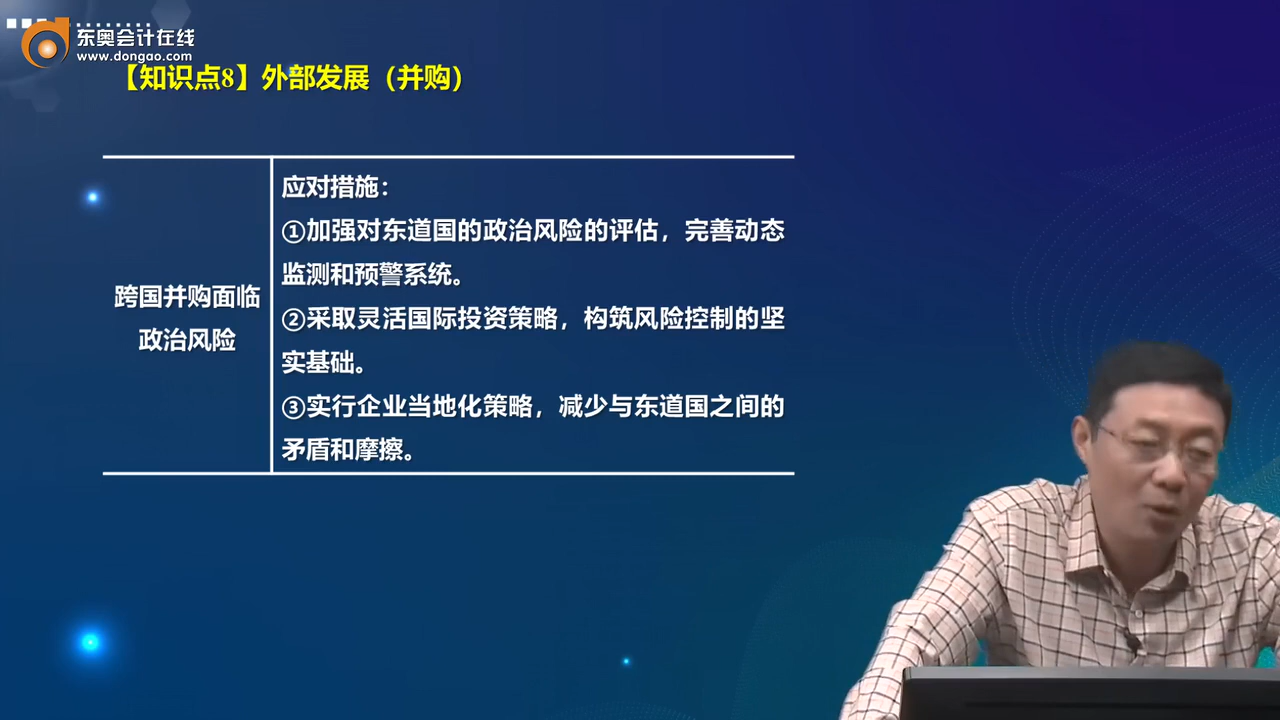 东奥会计在线
www.dongao.com
【知识点8】外部发展（并购）
跨国并购面临
政治风险
应对措施：
①加强对东道国的政治风险的评估，完善动态
监测和预警系统。
②采取灵活国际投资策略，构筑风险控制的坚
实基础。
③实行企业当地化策略，减少与东道国之间的
矛盾和摩擦。